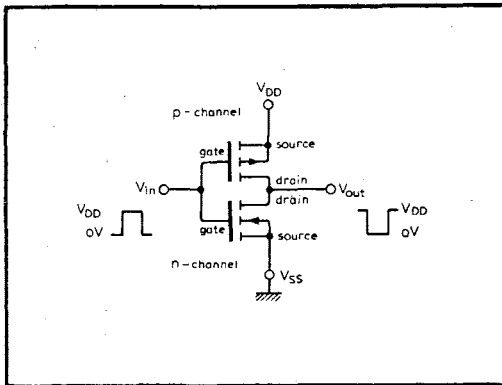 V_DD
p-channel
source
gate
drain
V_in
V_out
drain
V_DD
V_DD
0V
0V
gate
source
n-channel
V_SS